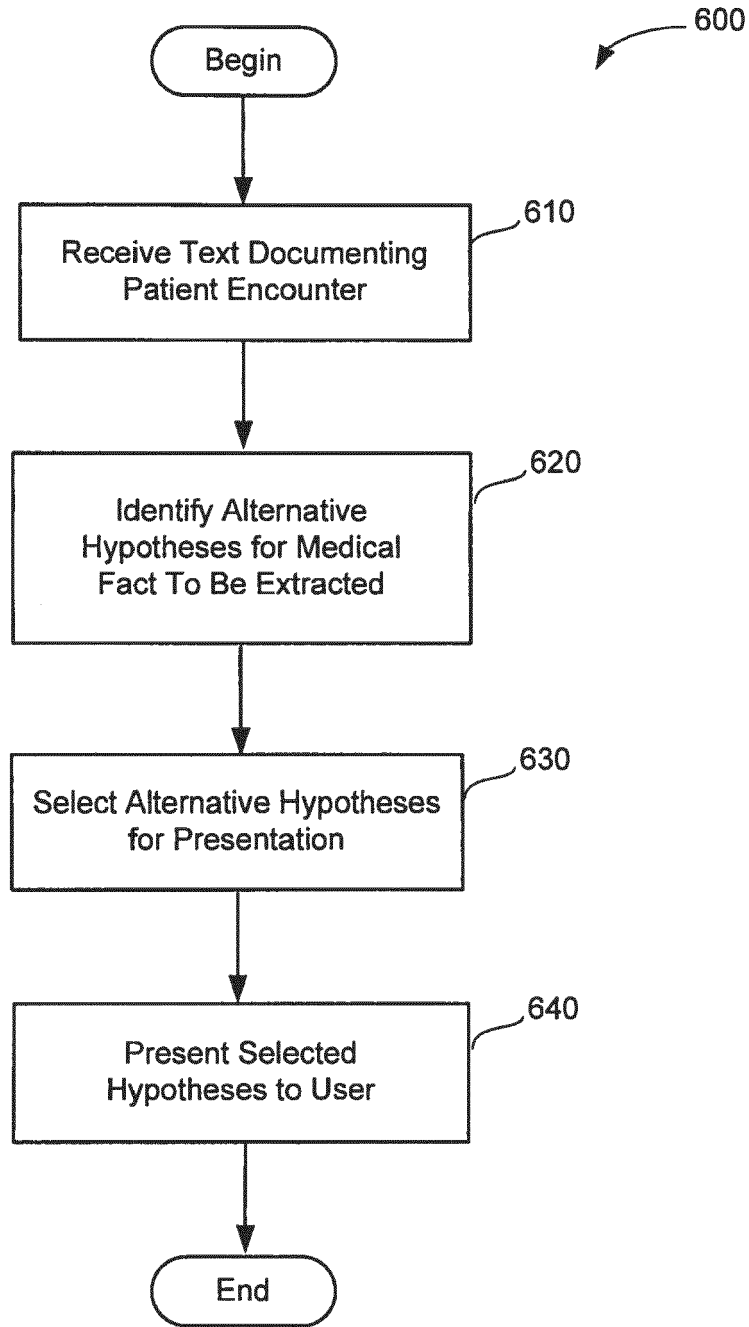 600
Begin
610
Receive Text Documenting
Patient Encounter
620
Identify Alternative
Hypotheses for Medical
Fact To Be Extracted
630
Select Alternative Hypotheses
for Presentation
640
Present Selected
Hypotheses to User
End